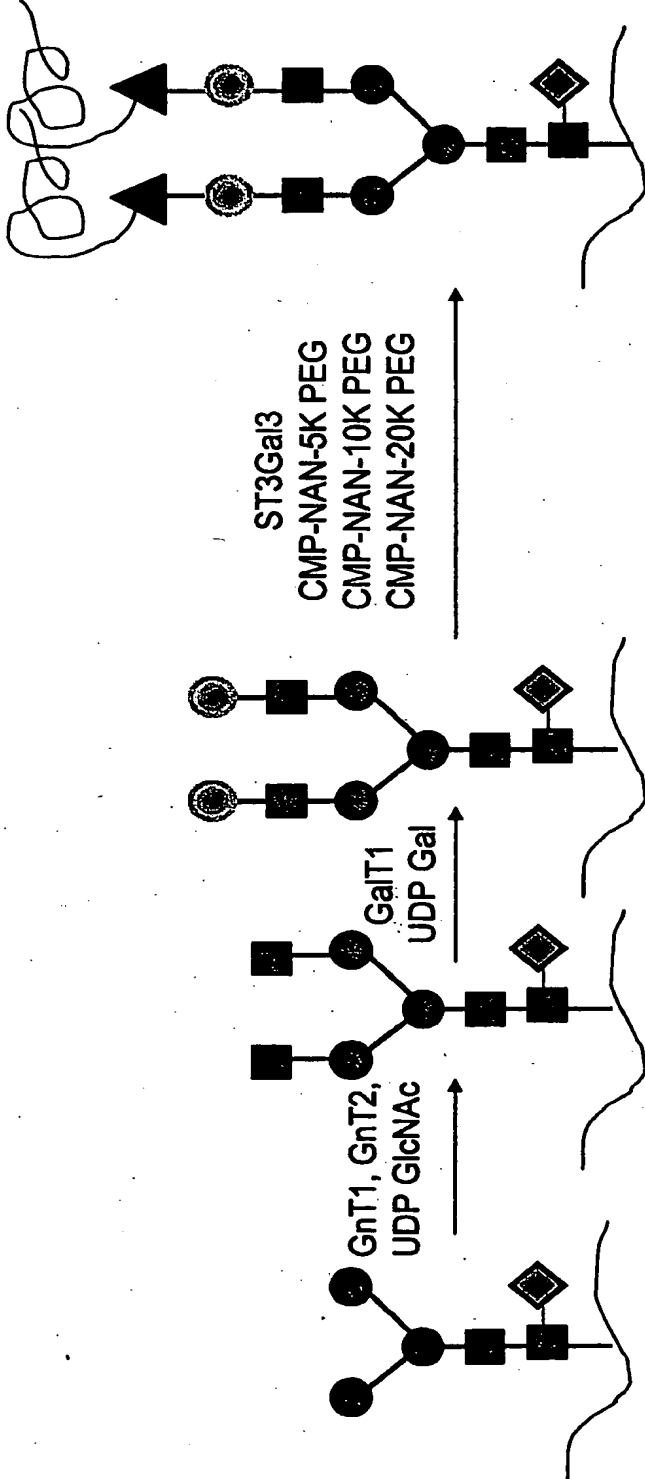 GnT1, GnT2,
UDP GlcNAc
GalT1
UDP Gal
ST3Gal3
CMP-NAN-5K PEG
CMP-NAN-10K PEG
CMP-NAN-20K PEG